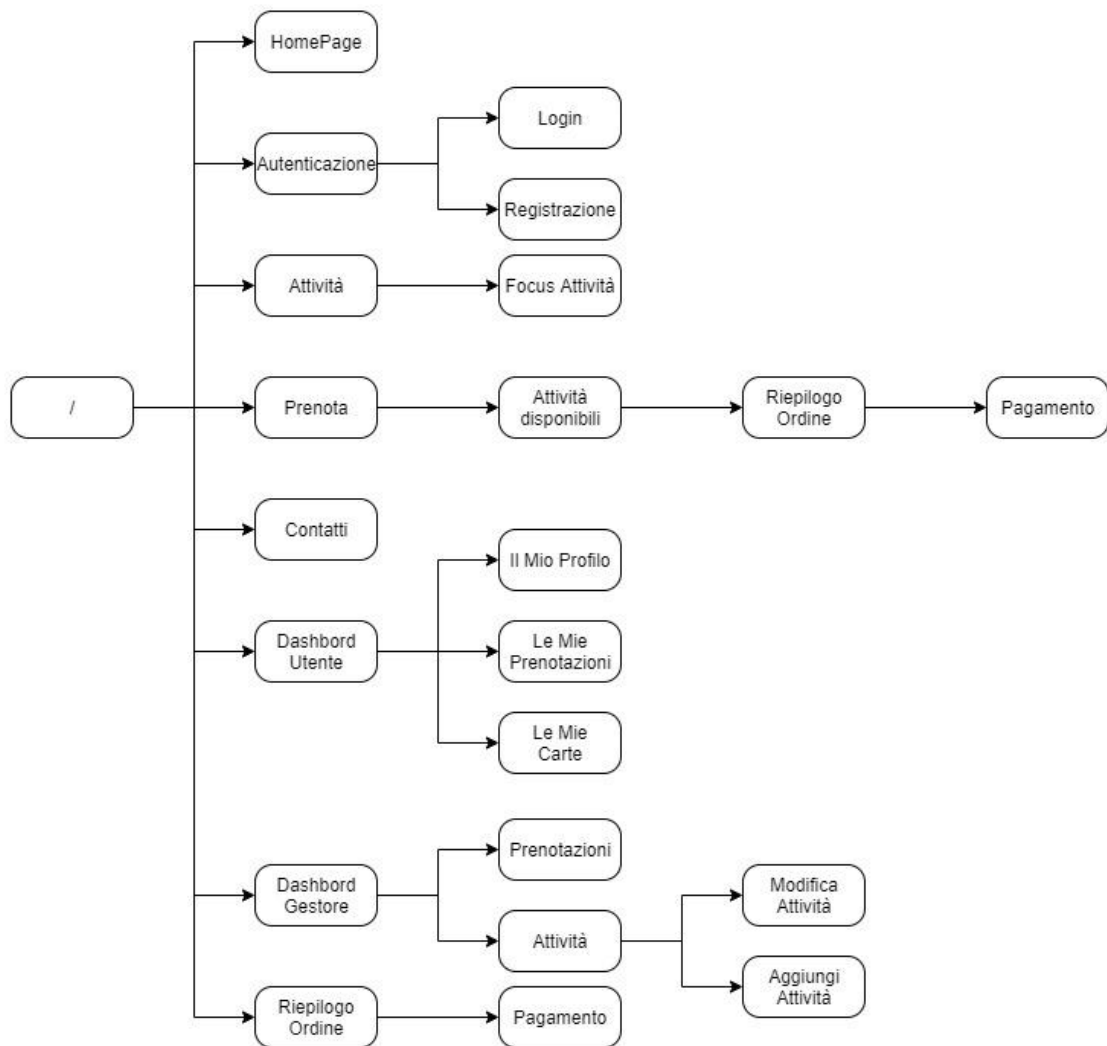 HomePage
Login
Autenticazione
Registrazione
Attività
Focus Attività
/
Prenota
Attività
disponibili
Riepilogo
Ordine
Pagamento
Contatti
Il Mio Profilo
Dashbord
Utente
Le Mie
Prenotazioni
Le Mie
Carte
Prenotazioni
Dashbord
Gestore
Modifica
Attività
Attività
Aggiungi
Attività
Riepilogo
Ordine
Pagamento